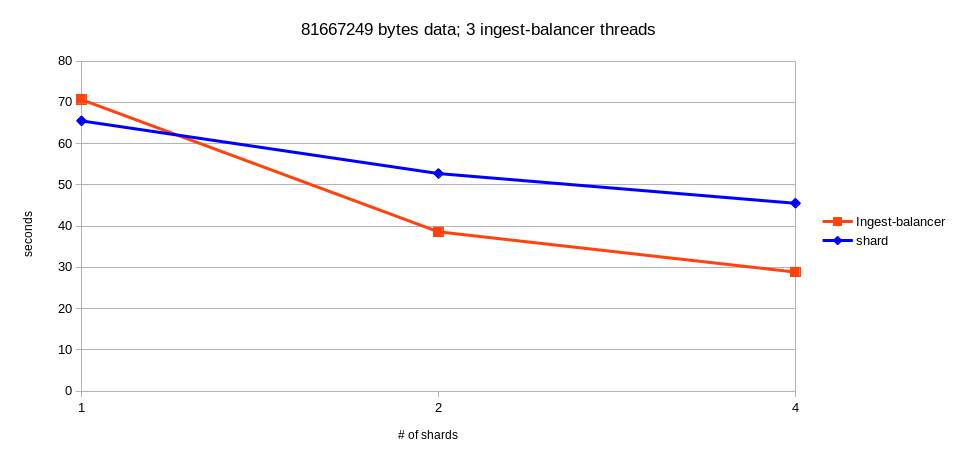 81667249 bytes data; 3 ingest-balancer threads
80
70
60
50
40
30
20
10
0
seconds
1 2 4
# of shards
Ingest-balancer
shard